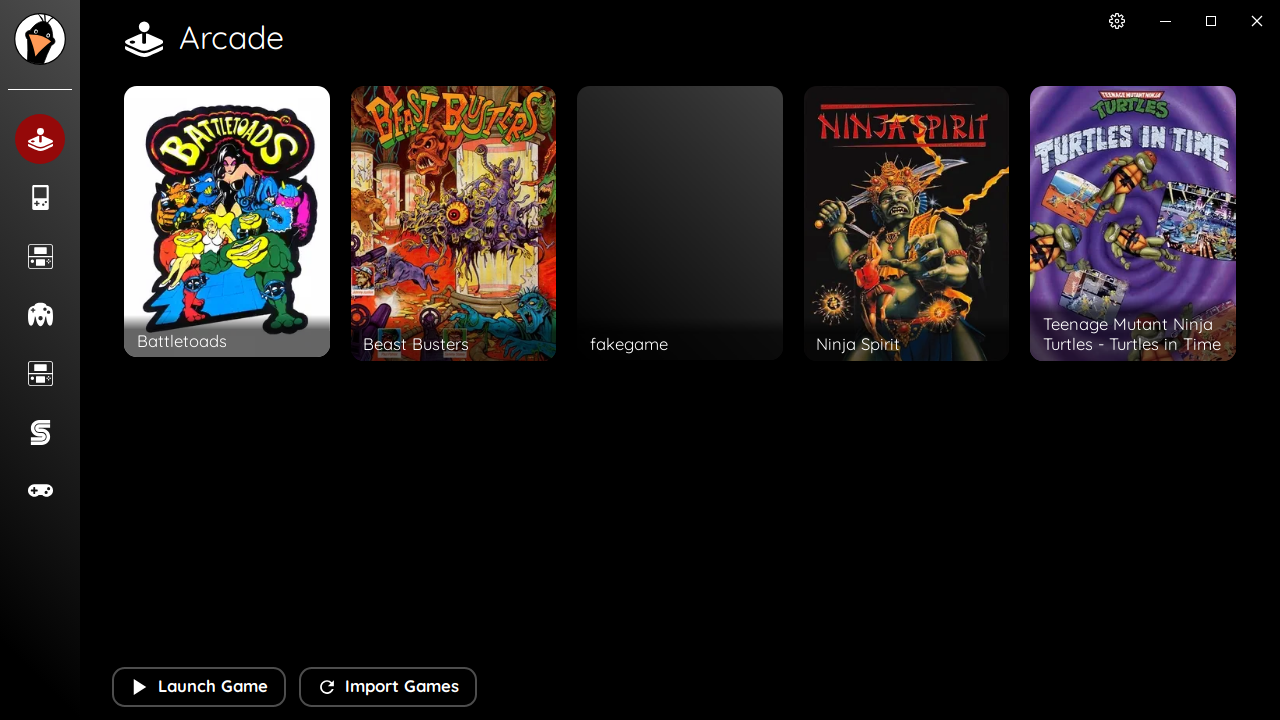 Arcade
BATTLETOADS
Battletoads
BEAST BUSTERS
Beast Busters
fakegame
NINJA SPIRIT
Ninja Spirit
TEENAGE MUTANT NINJA
TURTLES
TURTLES IN TIME
Teenage Mutant Ninja
Turtles - Turtles in Time
Launch Game
Import Games